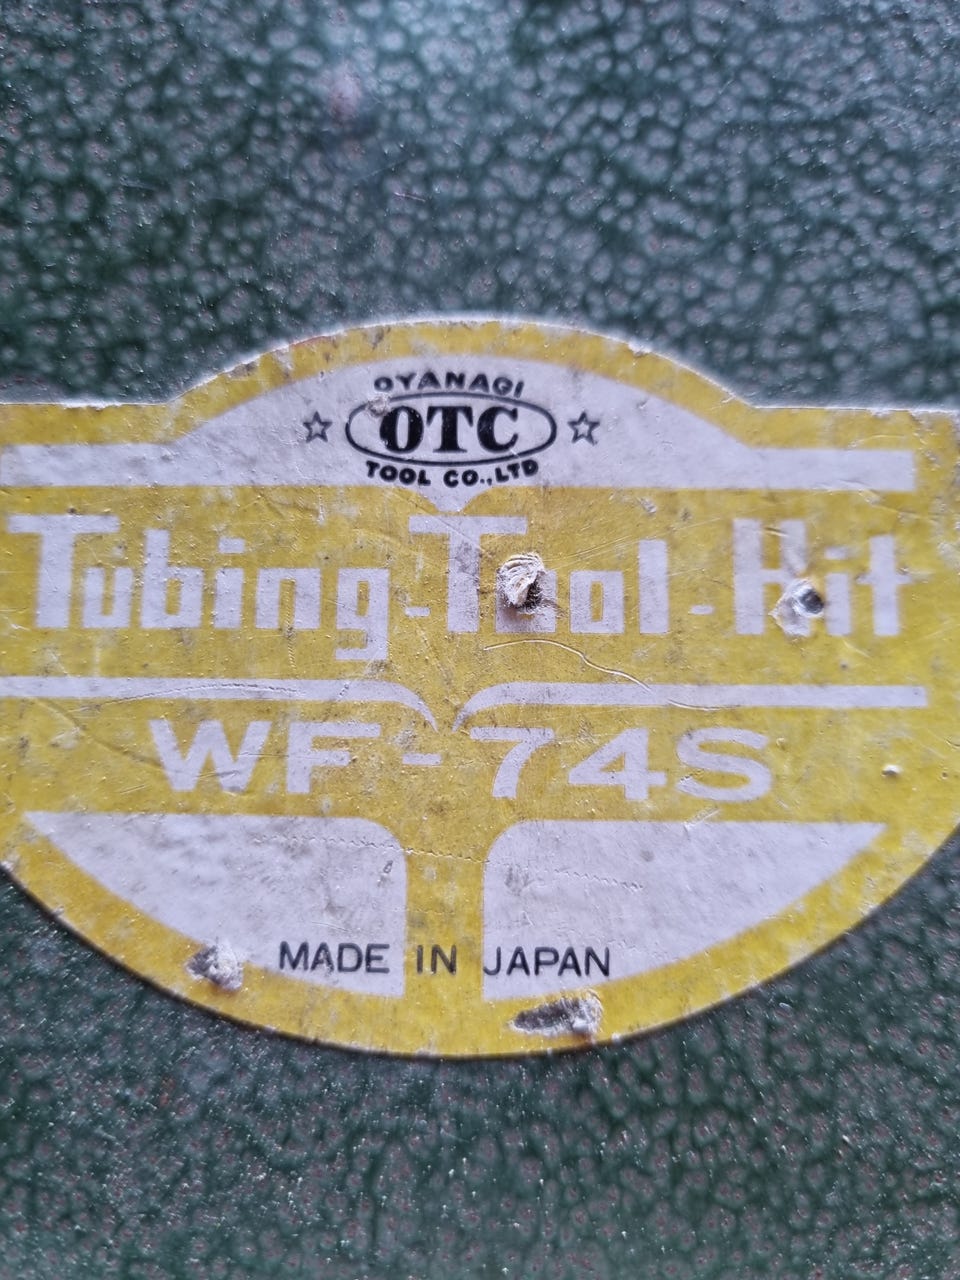 OYANAGI
☆ OTC ☆
TOOL CO.,LTD
Tubing-Tool-Kit
WF-74S
MADE IN JAPAN